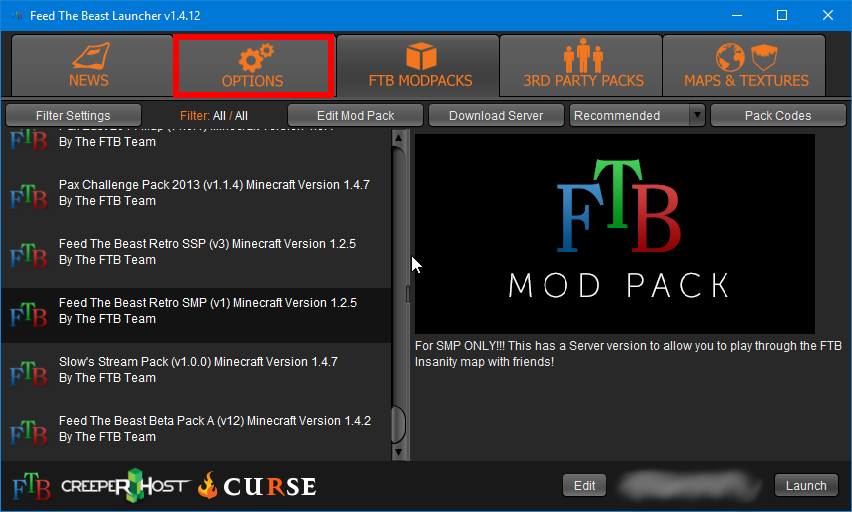 Feed The Beast Launcher v1.4.12
NEWS
OPTIONS
FTB MODPACKS
3RD PARTY PACKS
MAPS & TEXTURES
Filter Settings
Filter: All / All
Edit Mod Pack
Download Server
Recommended
Pack Codes
By The FTB Team
Pax Challenge Pack 2013 (v1.1.4) Minecraft Version 1.4.7
By The FTB Team
Feed The Beast Retro SSP (v3) Minecraft Version 1.2.5
By The FTB Team
Feed The Beast Retro SMP (v1) Minecraft Version 1.2.5
By The FTB Team
Slow's Stream Pack (v1.0.0) Minecraft Version 1.4.7
By The FTB Team
Feed The Beast Beta Pack A (v12) Minecraft Version 1.4.2
By The FTB Team
FTB
FTB
FTB
FTB
FTB
FTB
FTB
MOD PACK
For SMP ONLY!!! This has a Server version to allow you to play through the FTB
Insanity map with friends!
FTB
CREEPERHOST
CURSE
Edit
Launch